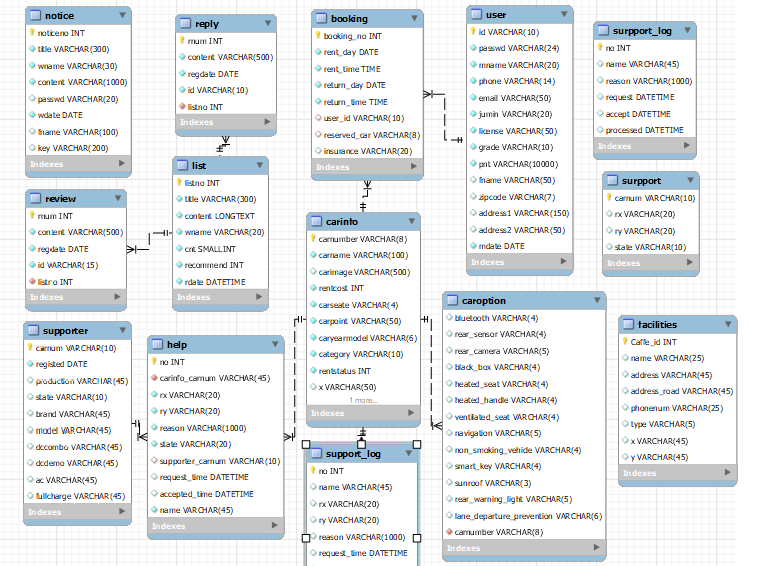 notice
noticeno INT
title VARCHAR(300)
wname VARCHAR(30)
content VARCHAR(1000)
passwd VARCHAR(20)
wdate DATE
fname VARCHAR(100)
key VARCHAR(200)
Indexes
reply
rnum INT
content VARCHAR(500)
regdate DATE
id VARCHAR(10)
listno INT
Indexes
booking
booking_no INT
rent_day DATE
rent_time TIME
return_day DATE
return_time TIME
user_id VARCHAR(10)
reserved_car VARCHAR(8)
insurance VARCHAR(20)
Indexes
user
id VARCHAR(10)
passwd VARCHAR(24)
mname VARCHAR(20)
phone VARCHAR(14)
email VARCHAR(50)
jumin VARCHAR(20)
license VARCHAR(50)
grade VARCHAR(10)
pnt VARCHAR(10000)
fname VARCHAR(50)
zipcode VARCHAR(7)
address1 VARCHAR(150)
address2 VARCHAR(50)
mdate DATE
Indexes
surpport_log
no INT
name VARCHAR(45)
reason VARCHAR(1000)
request DATETIME
accept DATETIME
processed DATETIME
Indexes
list
listno INT
title VARCHAR(300)
content LONGTEXT
wname VARCHAR(20)
cnt SMALLINT
recommend INT
rdate DATETIME
Indexes
surpport
carnum VARCHAR(10)
rx VARCHAR(20)
ry VARCHAR(20)
state VARCHAR(10)
Indexes
review
rnum INT
content VARCHAR(500)
regdate DATE
id VARCHAR(15)
listno INT
Indexes
carinfo
carnumber VARCHAR(8)
carname VARCHAR(100)
carimage VARCHAR(500)
rentcost INT
carseate VARCHAR(4)
carpoint VARCHAR(50)
caryearmodel VARCHAR(6)
category VARCHAR(10)
rentstatus INT
x VARCHAR(50)
1 more...
Indexes
caroption
bluetooth VARCHAR(4)
rear_sensor VARCHAR(4)
rear_camera VARCHAR(5)
black_box VARCHAR(4)
heated_seat VARCHAR(4)
heated_handle VARCHAR(4)
ventilated_seat VARCHAR(4)
navigation VARCHAR(5)
non_smoking_vehide VARCHAR(4)
smart_key VARCHAR(4)
sunroof VARCHAR(3)
rear_warning_light VARCHAR(5)
lane_departure_prevention VARCHAR(6)
carnumber VARCHAR(8)
Indexes
facilities
Caffe_id INT
name VARCHAR(25)
address VARCHAR(45)
address_road VARCHAR(45)
phonenum VARCHAR(25)
type VARCHAR(5)
x VARCHAR(45)
y VARCHAR(45)
Indexes
supporter
carnum VARCHAR(10)
registed DATE
production VARCHAR(45)
state VARCHAR(10)
brand VARCHAR(45)
model VARCHAR(45)
dccombo VARCHAR(45)
dcdemo VARCHAR(45)
ac VARCHAR(45)
fullcharge VARCHAR(45)
Indexes
help
no INT
carinfo_carnum VARCHAR(45)
rx VARCHAR(20)
ry VARCHAR(20)
reason VARCHAR(1000)
state VARCHAR(20)
supporter_carnum VARCHAR(10)
request_time DATETIME
accepted_time DATETIME
name VARCHAR(45)
Indexes
support_log
no INT
name VARCHAR(45)
rx VARCHAR(20)
ry VARCHAR(20)
reason VARCHAR(1000)
request_time DATETIME